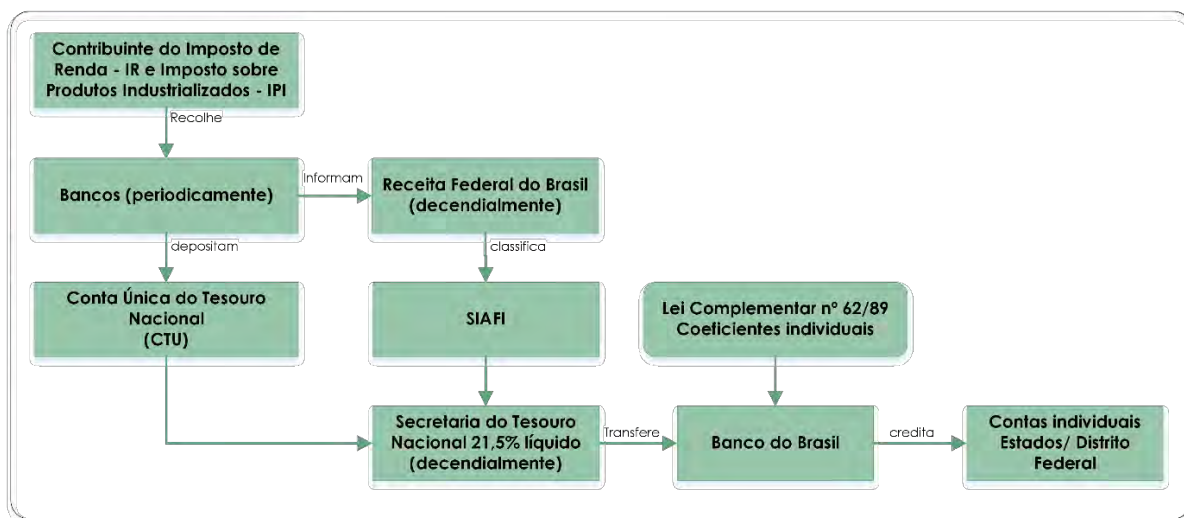 Contribuinte do Imposto de
Renda - IR e Imposto sobre
Produtos Industrializados - IPI
Recolhe
Bancos (periodicamente)
Informam
Receita Federal do Brasil
(decendialmente)
depositam
classifica
Conta Única do Tesouro
Nacional
(CTU)
SIAFI
Lei Complementar nº 62/89
Coeficientes individuais
Secretaria do Tesouro
Nacional 21,5% líquido
(decendialmente)
Transfere
Banco do Brasil
credita
Contas individuais
Estados/ Distrito
Federal